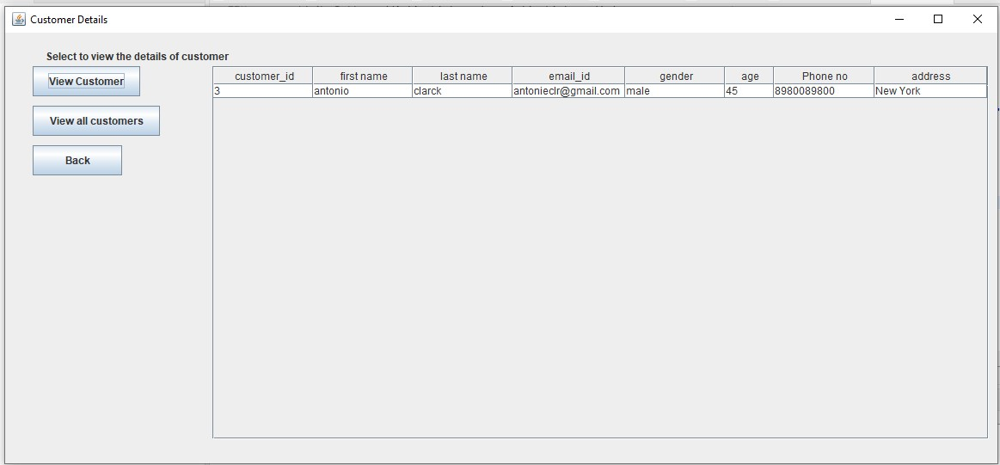 Customer Details
Select to view the details of customer
View Customer
View all customers
Back
customer_id first name last name email_id gender age Phone no address
3 antonio clarck antonieclr@gmail.com male 45 8980089800 New York